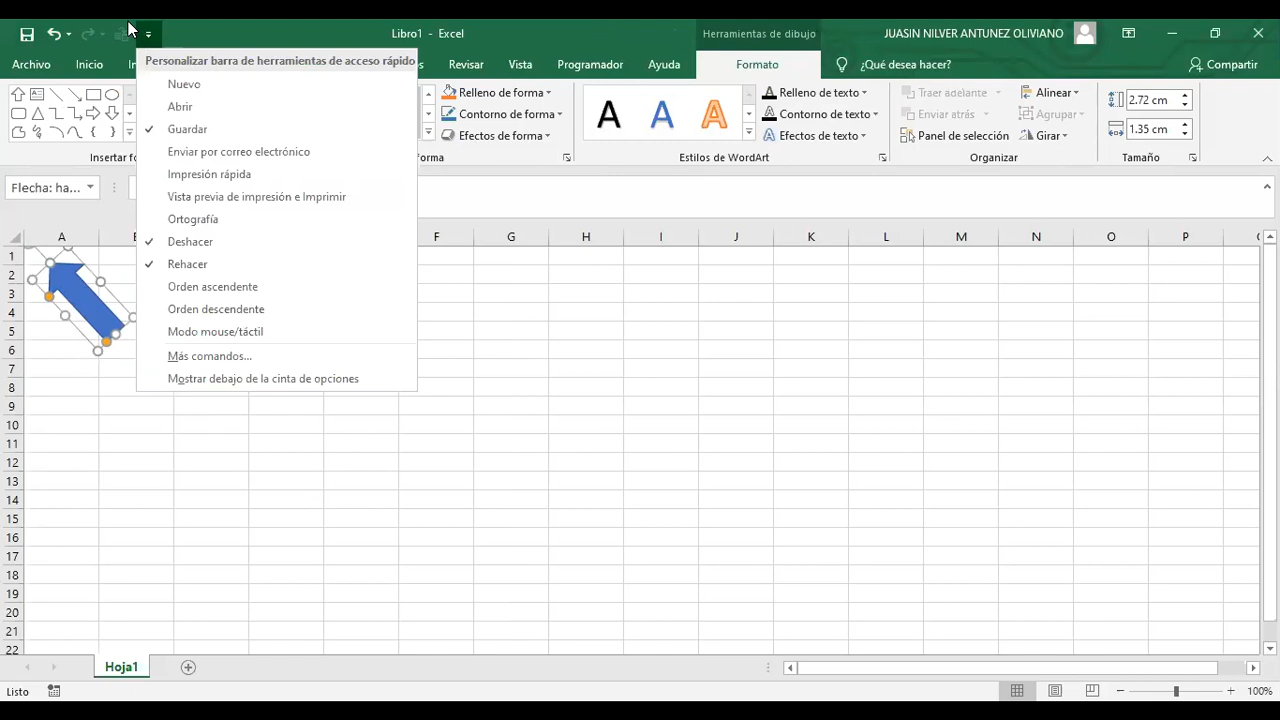 Libro1 - Excel
Herramientas de dibujo
JUASIN NILVER ANTUNEZ OLIVIANO
Archivo
Inicio
Revisar
Vista
Programador
Ayuda
Formato
¿Qué desea hacer?
Compartir
Personalizar barra de herramientas de acceso rápido
Nuevo
Abrir
Guardar
Enviar por correo electrónico
Impresión rápida
Vista previa de impresión e Imprimir
Ortografía
Deshacer
Rehacer
Orden ascendente
Orden descendente
Modo mouse/táctil
Más comandos...
Mostrar debajo de la cinta de opciones
Relleno de forma
Contorno de forma
Efectos de forma
A A A
Relleno de texto
Contorno de texto
Efectos de texto
Traer adelante
Enviar atrás
Panel de selección
Alinear
Agrupar
Girar
2.72 cm
1.35 cm
Insertar fo
forma
Estilos de WordArt
Organizar
Tamaño
Flecha: ha...
A F G H I J K L M N O P
1
2
3
4
5
6
7
8
9
10
11
12
13
14
15
16
17
18
19
20
21
22
Hoja1
Listo
100%